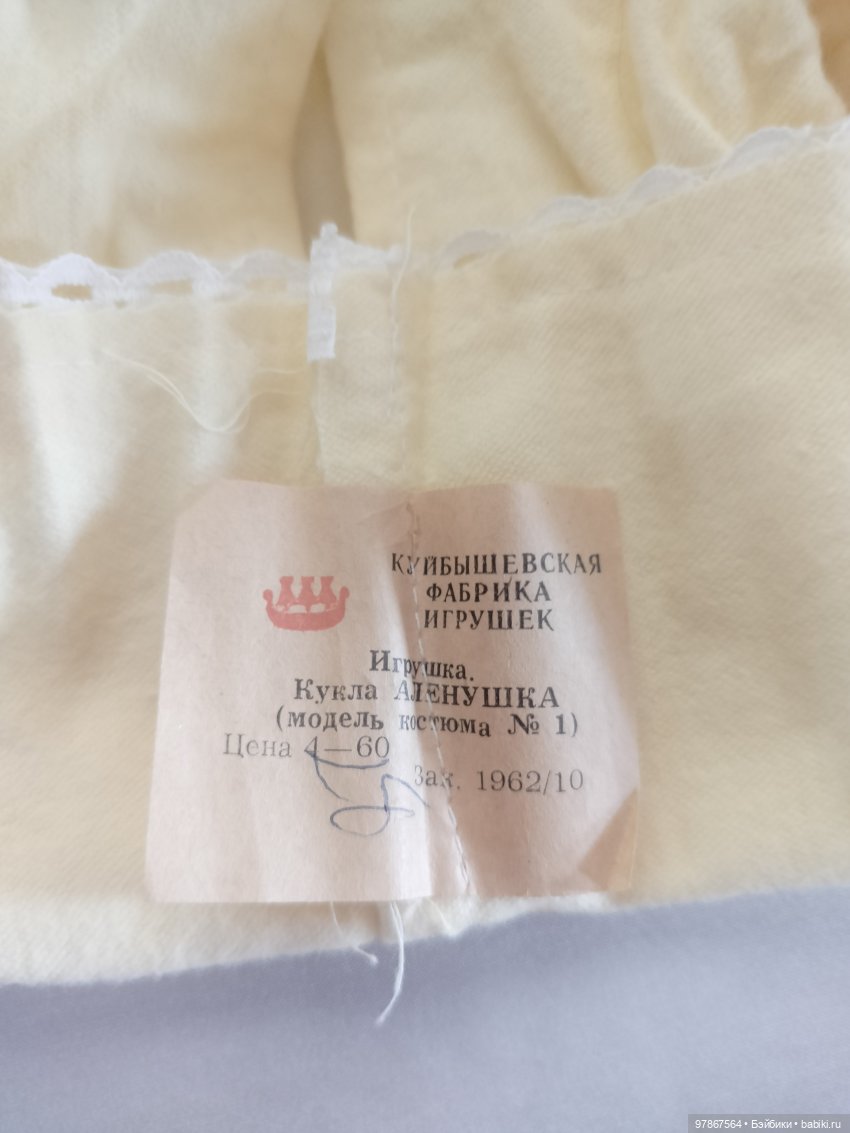 КУЙБЫШЕВСКАЯ
ФАБРИКА
ИГРУШЕК
Игрушка.
Кукла АЛЕНУШКА
(модель костюма № 1)
Цена 4—60
Зак. 1962/10
97867564 • Бэйбики • babiki.ru